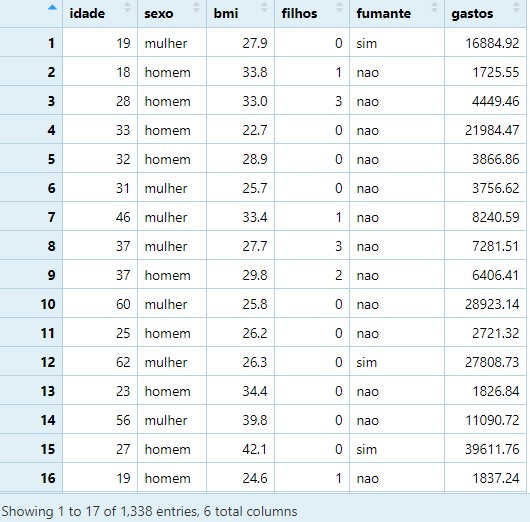 idade sexo bmi filhos fumante gastos
1 19 mulher 27.9 0 sim 16884.92
2 18 homem 33.8 1 nao 1725.55
3 28 homem 33.0 3 nao 4449.46
4 33 homem 22.7 0 nao 21984.47
5 32 homem 28.9 0 nao 3866.86
6 31 mulher 25.7 0 nao 3756.62
7 46 mulher 33.4 1 nao 8240.59
8 37 mulher 27.7 3 nao 7281.51
9 37 homem 29.8 2 nao 6406.41
10 60 mulher 25.8 0 nao 28923.14
11 25 homem 26.2 0 nao 2721.32
12 62 mulher 26.3 0 sim 27808.73
13 23 homem 34.4 0 nao 1826.84
14 56 mulher 39.8 0 nao 11090.72
15 27 homem 42.1 0 sim 39611.76
16 19 homem 24.6 1 nao 1837.24
Showing 1 to 17 of 1,338 entries, 6 total columns